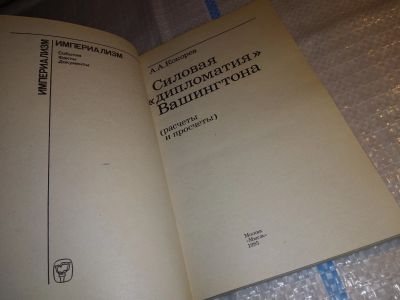 ИМПЕРИАЛИЗМ
ИМПЕРИАЛИЗМ
События
Факты
Документы
А.А.Кокорев
Силовая
«дипломатия»
Вашингтона
(расчеты
и просчеты)
Москва
«Мысль»